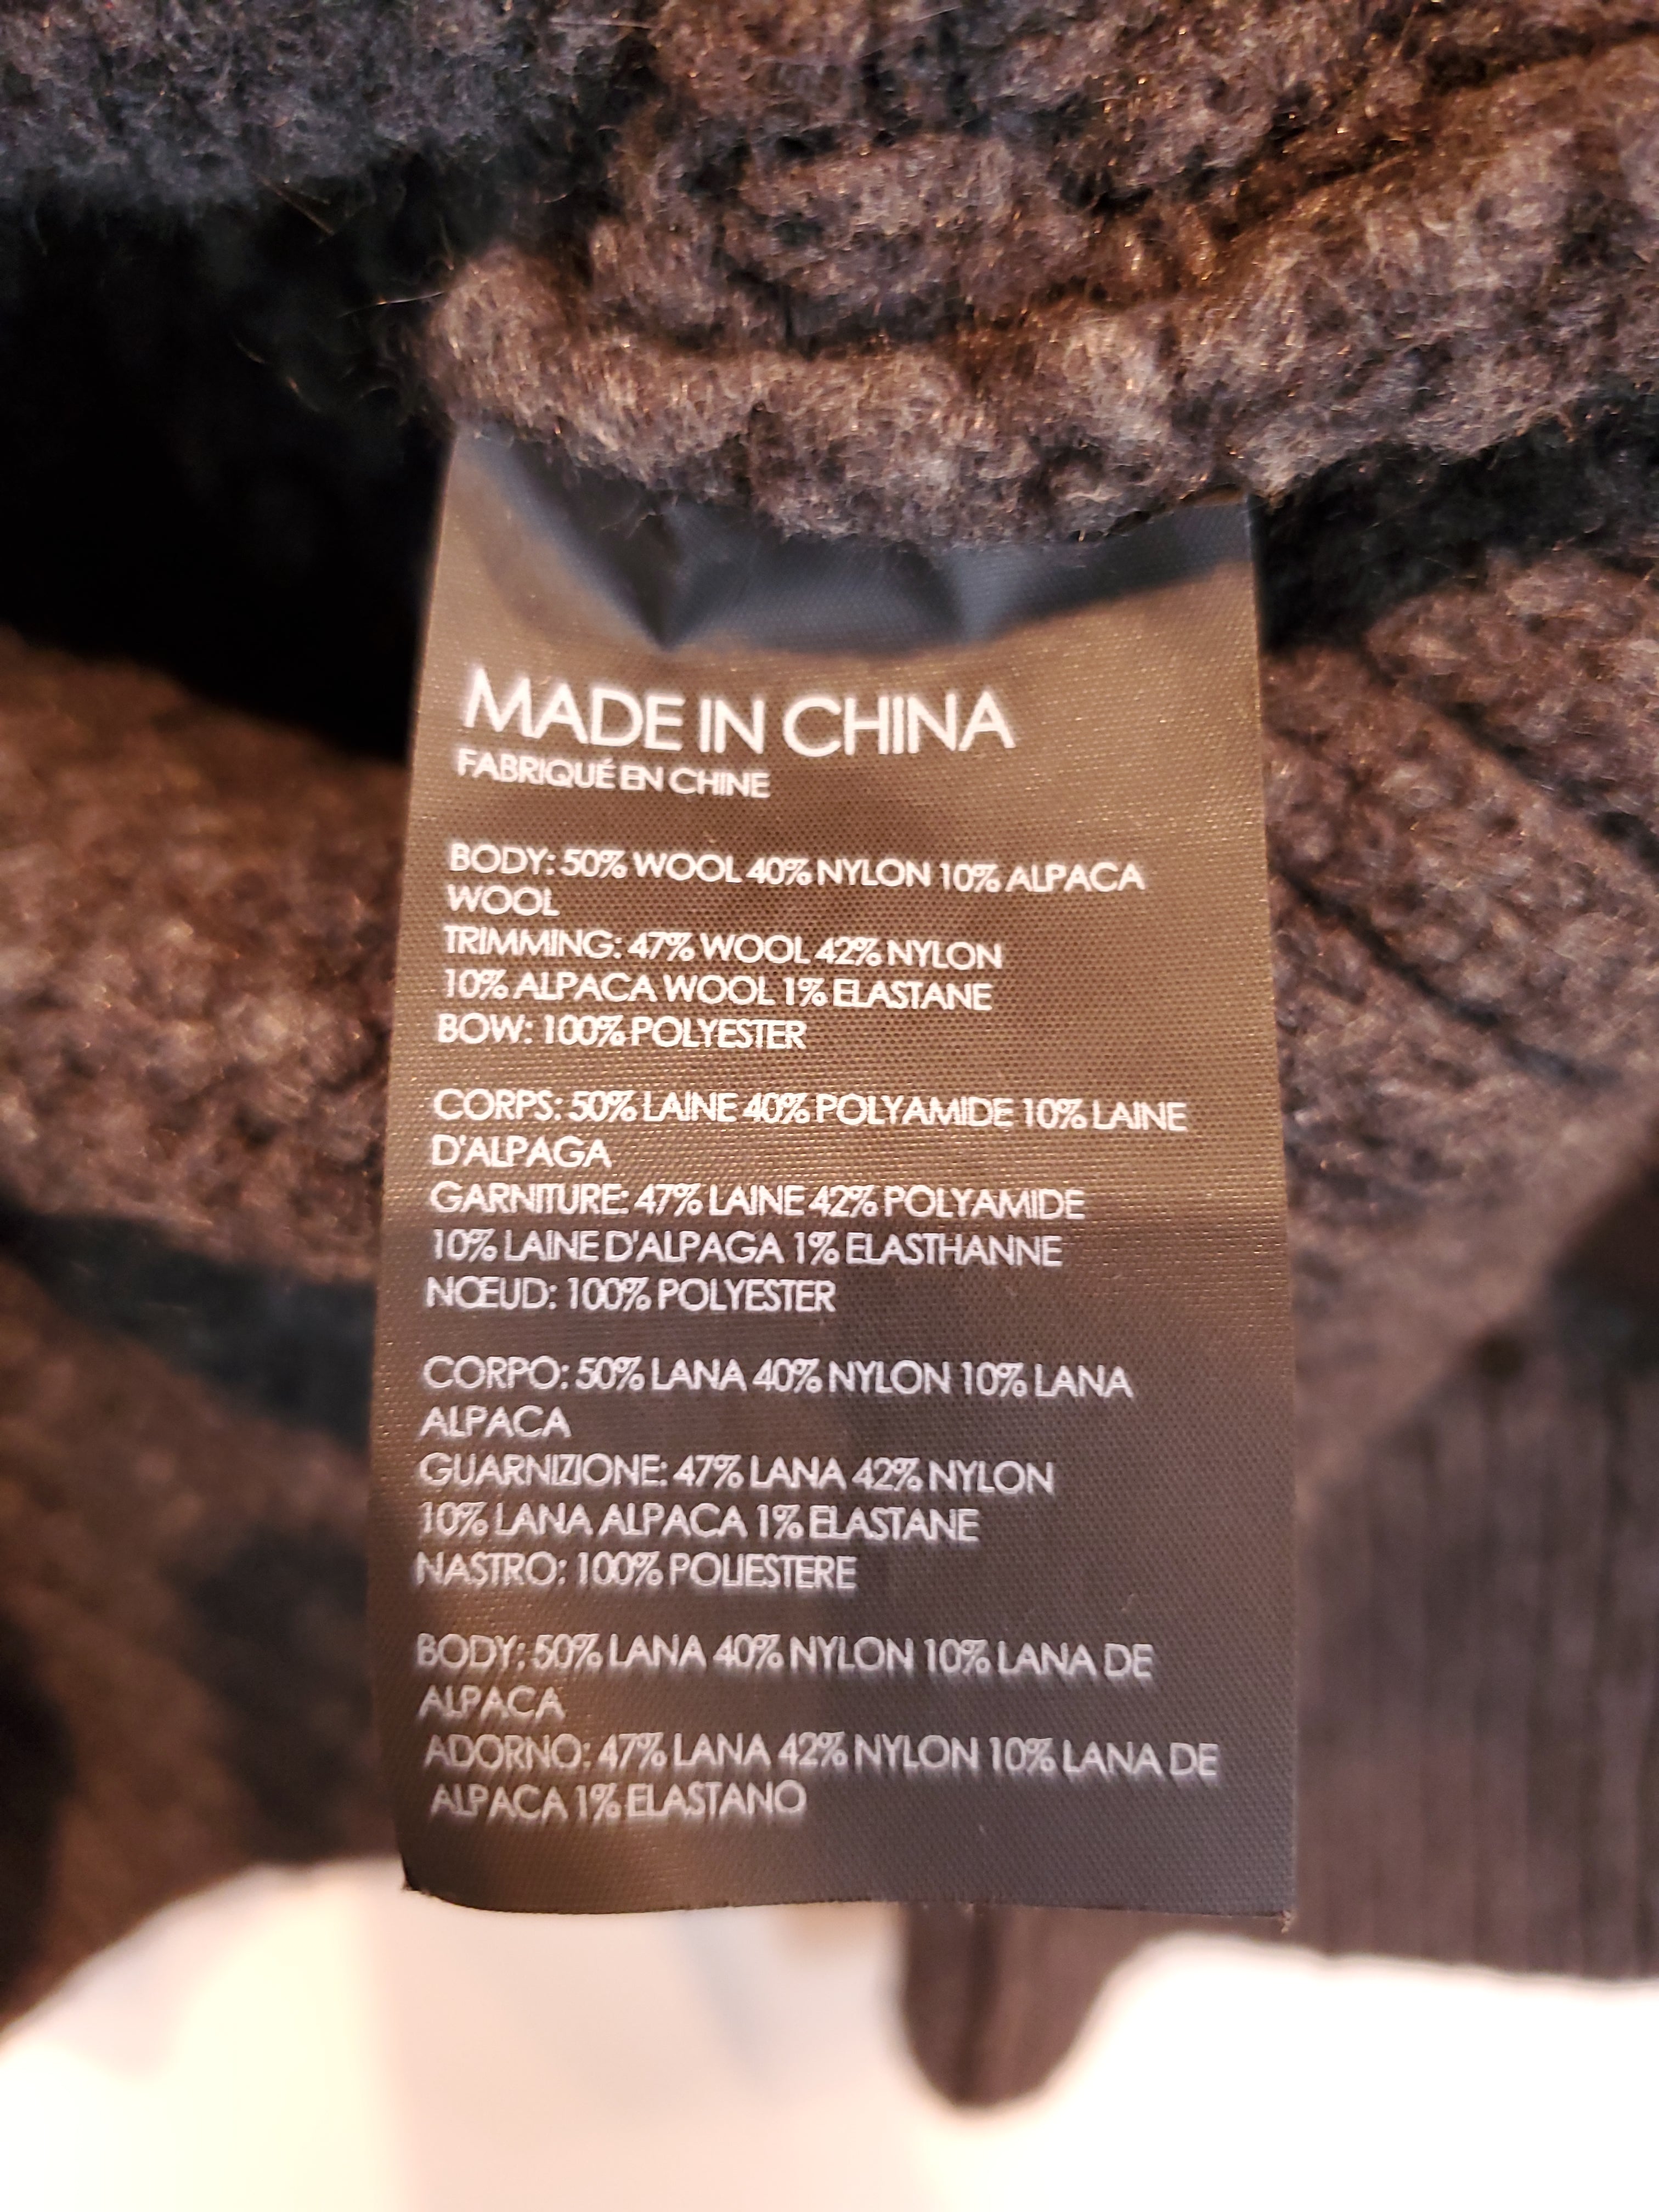 MADE IN CHINA
FABRIQUÉ EN CHINE
BODY: 50% WOOL 40% NYLON 10% ALPACA
WOOL
TRIMMING: 47% WOOL 42% NYLON
10% ALPACA WOOL 1% ELASTANE
BOW: 100% POLYESTER
CORPS: 50% LAINE 40% POLYAMIDE 10% LAINE
D'ALPAGA
GARNITURE: 47% LAINE 42% POLYAMIDE
10% LAINE D'ALPAGA 1% ELASTHANNE
NŒUD: 100% POLYESTER
CORPO: 50% LANA 40% NYLON 10% LANA
ALPACA
GUARNIZIONE: 47% LANA 42% NYLON
10% LANA ALPACA 1% ELASTANE
NASTRO: 100% POLIESTERE
BODY: 50% LANA 40% NYLON 10% LANA DE
ALPACA
ADORNO: 47% LANA 42% NYLON 10% LANA DE
ALPACA 1% ELASTANO